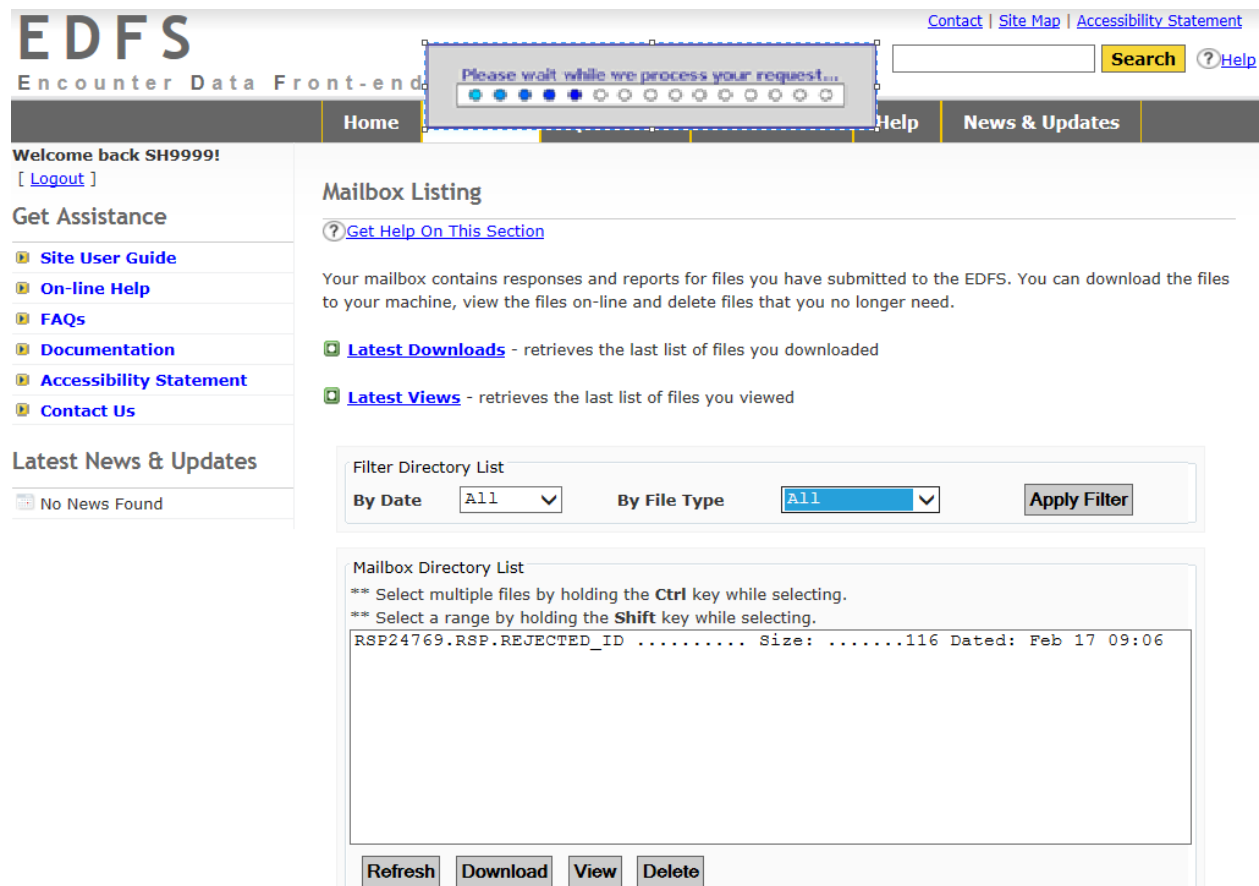 EDFS
Encounter Data Front-end
Contact | Site Map | Accessibility Statement
Search ?Help
Please wait while we process your request...
Home Help News & Updates
Welcome back SH9999!
[ Logout ]
Get Assistance
Site User Guide
On-line Help
FAQs
Documentation
Accessibility Statement
Contact Us
Latest News & Updates
No News Found
Mailbox Listing
?Get Help On This Section
Your mailbox contains responses and reports for files you have submitted to the EDFS. You can download the files
to your machine, view the files on-line and delete files that you no longer need.
Latest Downloads - retrieves the last list of files you downloaded
Latest Views - retrieves the last list of files you viewed
Filter Directory List
By Date All By File Type All Apply Filter
Mailbox Directory List
** Select multiple files by holding the Ctrl key while selecting.
** Select a range by holding the Shift key while selecting.
RSP24769.RSP.REJECTED_ID .......... Size: .......116 Dated: Feb 17 09:06
Refresh Download View Delete